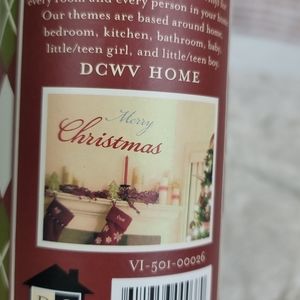 every room and every person in your home
Our themes are based around home,
bedroom, kitchen, bathroom, baby,
little/teen girl, and little/teen boy.
DCWV HOME
Merry
Christmas
VI-501-00026